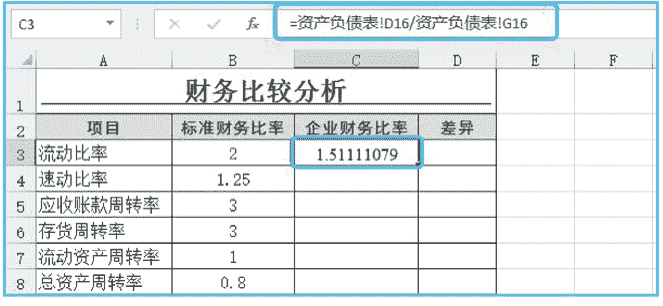 C3 fx =资产负债表!D16/资产负债表!G16
A B C D E F
1 财务比较分析
2 项目 标准财务比率 企业财务比率 差异
3 流动比率 2 1.51111079
4 速动比率 1.25
5 应收账款周转率 3
6 存货周转率 3
7 流动资产周转率 1
8 总资产周转率 0.8